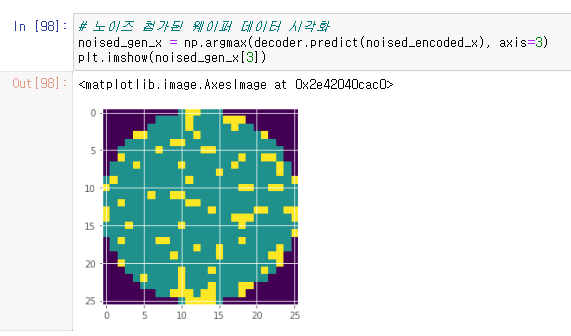 In [98]:
# 노이즈 첨가된 웨이퍼 데이터 시각화
noised_gen_x = np.argmax(decoder.predict(noised_encoded_x), axis=3)
plt.imshow(noised_gen_x[3])
Out[98]:
<matplotlib.image.AxesImage at 0x2e42040cac0>
0
5
10
15
20
25
0 5 10 15 20 25